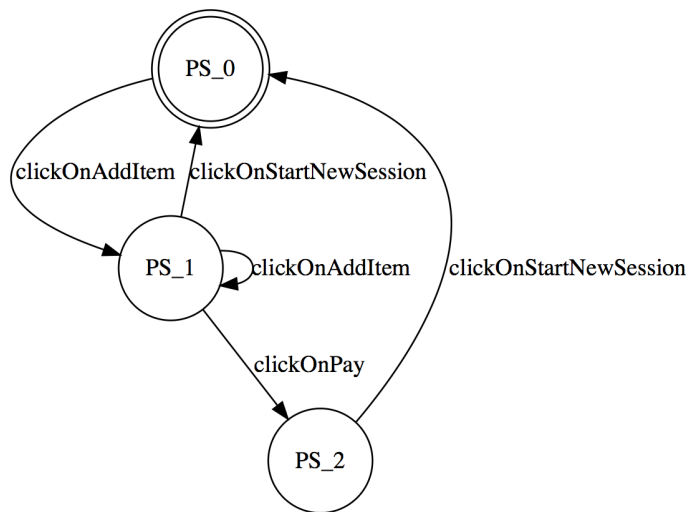 PS_0
clickOnAddItem
clickOnStartNewSession
PS_1
clickOnAddItem
clickOnStartNewSession
clickOnPay
PS_2